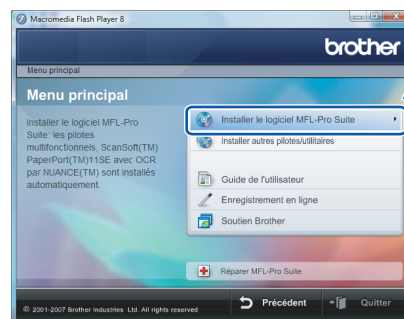 Macromedia Flash Player 8
brother
Menu principal
Menu principal
Installer le logiciel MFL-Pro
Suite: les pilotes
multifonctionnels, ScanSoft(TM)
PaperPort(TM)11SE avec OCR
par NUANCE(TM) sont installés
automatiquement.
Installer le logiciel MFL-Pro Suite
Installer autres pilotes/utilitaires
Guide de l'utilisateur
Enregistrement en ligne
Soutien Brother
Réparer MFL-Pro Suite
© 2001-2007 Brother Industries Ltd. All rights reserved
Précédent
Quitter